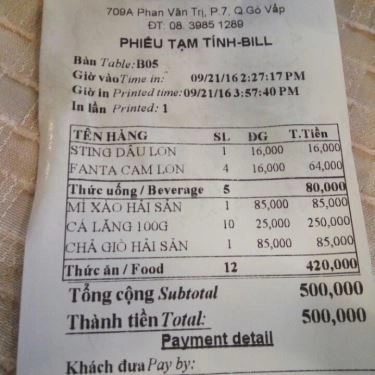 709A Phan Văn Trị, P.7, Q.Gò Vấp
ĐT: 08. 3985 1289
PHIẾU TẠM TÍNH-BILL
Bàn Table: B05
Giờ vào Time in: 09/21/16 2:27:17 PM
Giờ in Printed time: 09/21/16 3:57:40 PM
In lần Printed: 1
TÊN HÀNG SL ĐG T.Tiền
STING DÂU LON 1 16,000 16,000
FANTA CAM LON 4 16,000 64,000
Thức uống / Beverage 5 80,000
MÌ XÀO HẢI SẢN 1 85,000 85,000
CÁ LĂNG 100G 10 25,000 250,000
CHẢ GIÒ HẢI SẢN 1 85,000 85,000
Thức ăn / Food 12 420,000
Tổng cộng Subtotal 500,000
Thành tiền Total: 500,000
Payment detail
Khách đưa Pay by: